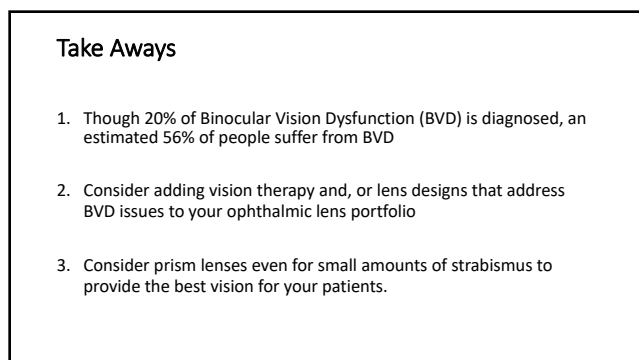 Take Aways
1. Though 20% of Binocular Vision Dysfunction (BVD) is diagnosed, an
estimated 56% of people suffer from BVD
2. Consider adding vision therapy and, or lens designs that address
BVD issues to your ophthalmic lens portfolio
3. Consider prism lenses even for small amounts of strabismus to
provide the best vision for your patients.